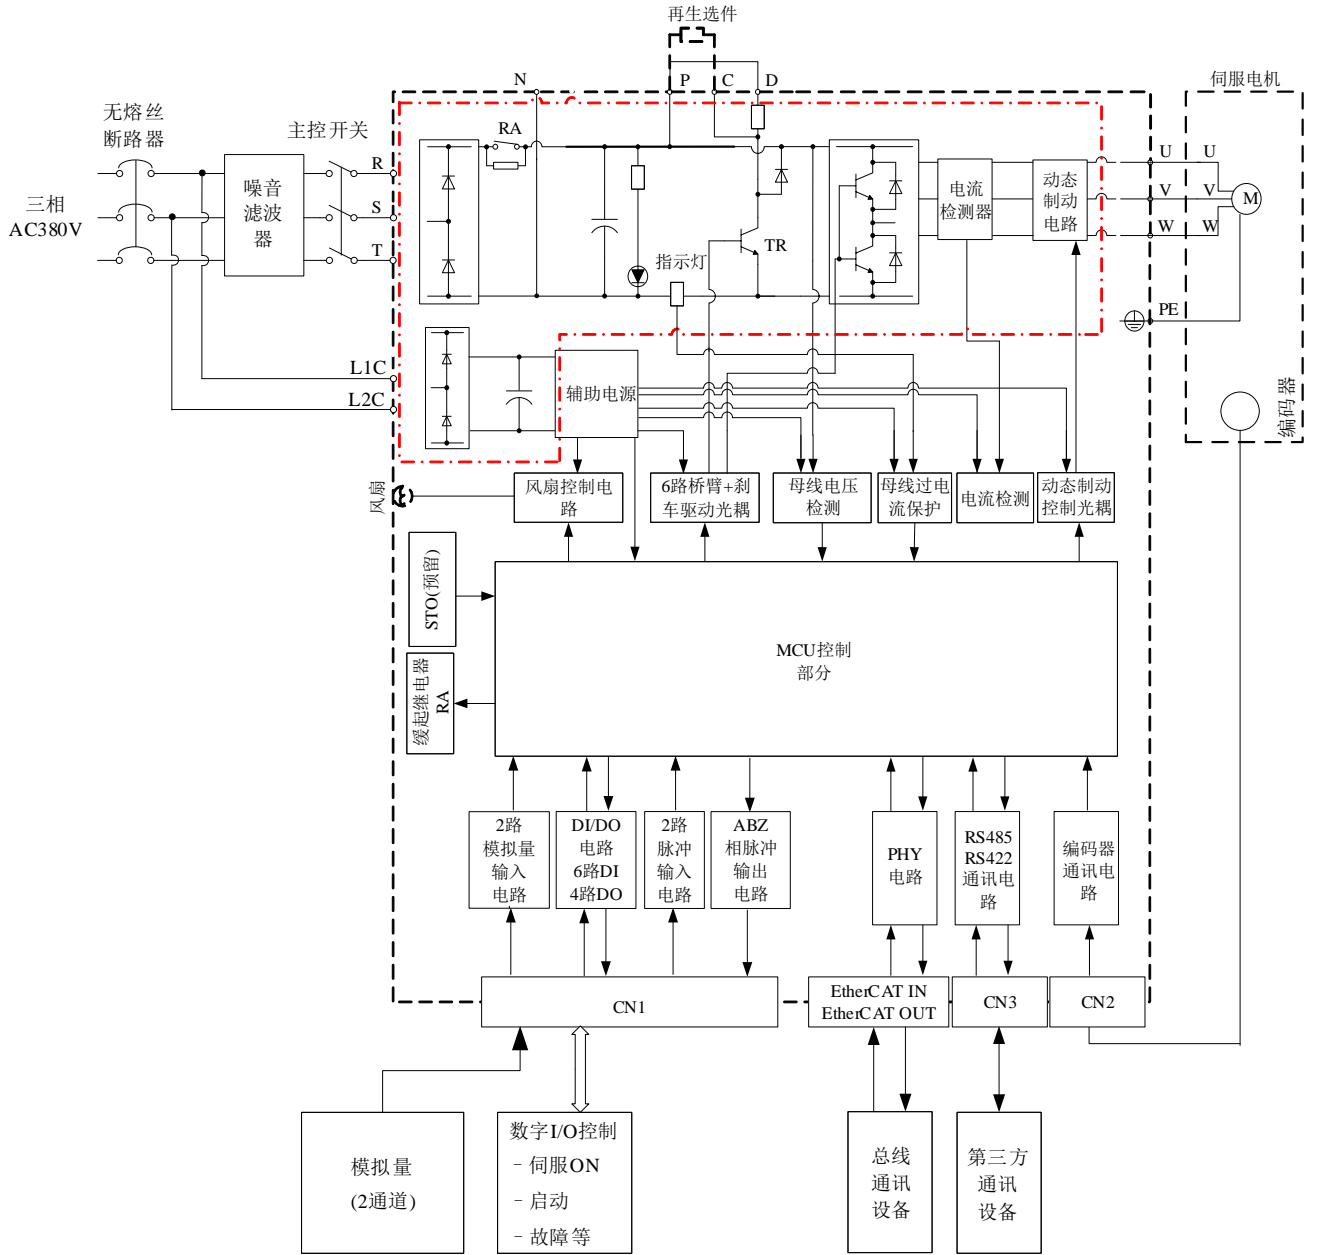 再生选件
N
P
C
D
伺服电机
无熔丝
断路器
主控开关
RA
R
S
T
噪音
滤波
器
三相
AC380V
TR
指示灯
电流
检测器
动态
制动
电路
U
V
W
U
V
W
M
PE
L1C
L2C
辅助电源
编码器
风扇
风扇控制电
路
6路桥臂+刹
车驱动光耦
母线电压
检测
母线过电
流保护
电流检测
动态制动
控制光耦
STO(预留)
MCU控制
部分
缓起继电器
RA
2路
模拟量
输入
电路
DI/DO
电路
6路DI
4路DO
2路
脉冲
输入
电路
ABZ
相脉冲
输出
电路
PHY
电路
RS485
RS422
通讯电
路
编码器
通讯电
路
CN1
EtherCAT IN
EtherCAT OUT
CN3
CN2
模拟量
(2通道)
数字I/O控制
- 伺服ON
- 启动
- 故障等
总线
通讯
设备
第三方
通讯
设备